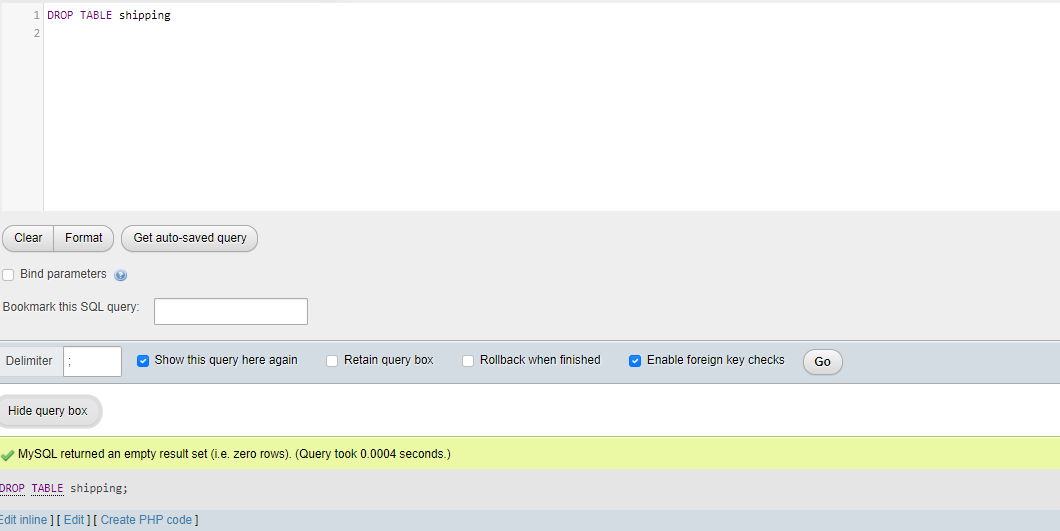 1 DROP TABLE shipping
2
Clear Format Get auto-saved query
Bind parameters
Bookmark this SQL query:
Delimiter ; Show this query here again Retain query box Rollback when finished Enable foreign key checks Go
Hide query box
MySQL returned an empty result set (i.e. zero rows). (Query took 0.0004 seconds.)
DROP TABLE shipping;
Edit inline ] [ Edit ] [ Create PHP code ]